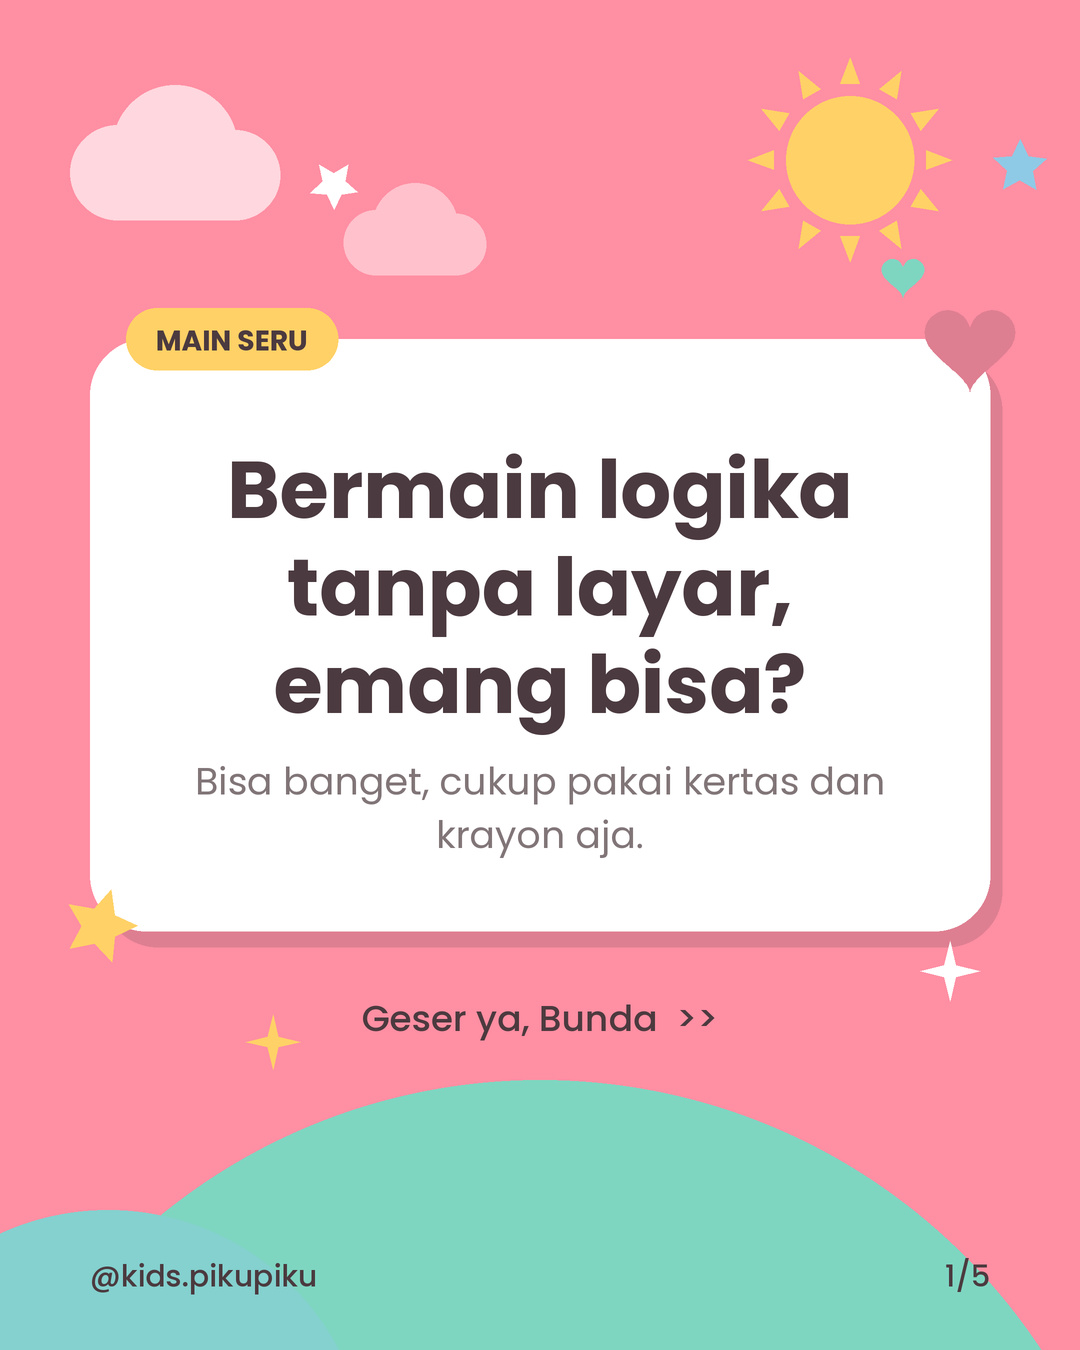 MAIN SERU
Bermain logika
tanpa layar,
emang bisa?
Bisa banget, cukup pakai kertas dan
krayon aja.
Geser ya, Bunda >>
@kids.pikupiku
1/5